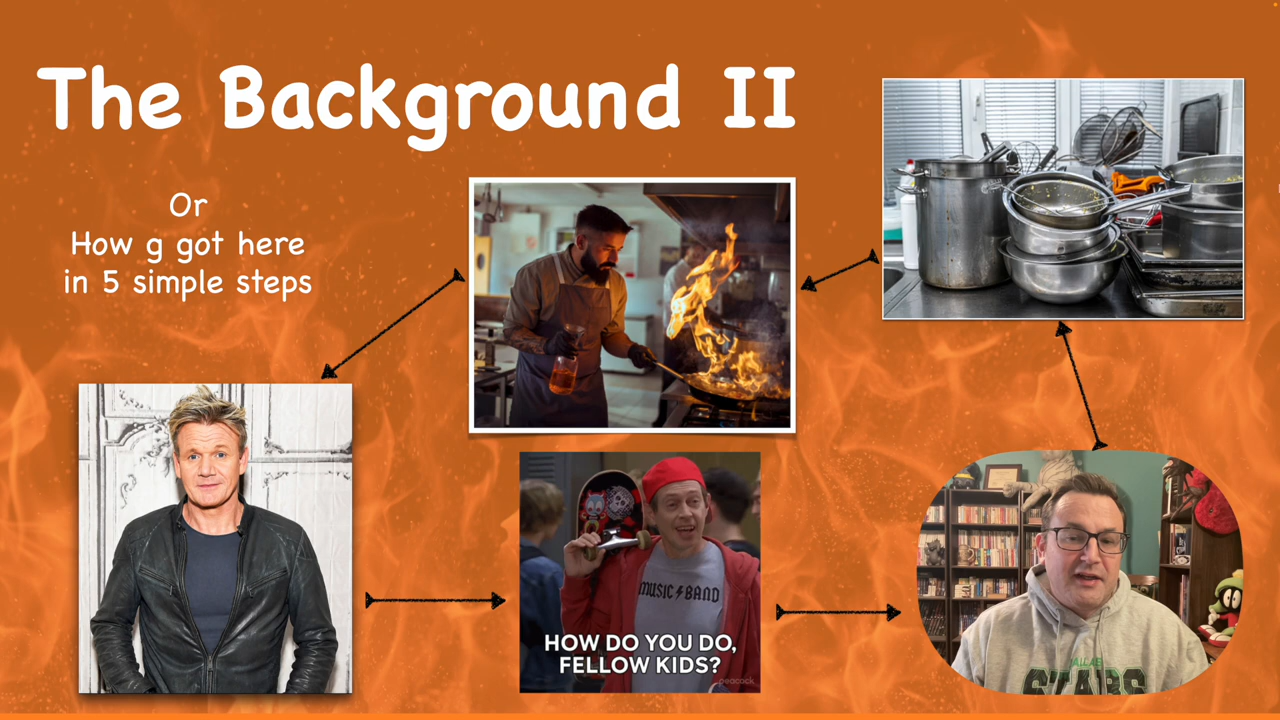 The Background II
Or
How g got here
in 5 simple steps
MUSIC BAND
HOW DO YOU DO,
FELLOW KIDS?
peacock
STARS